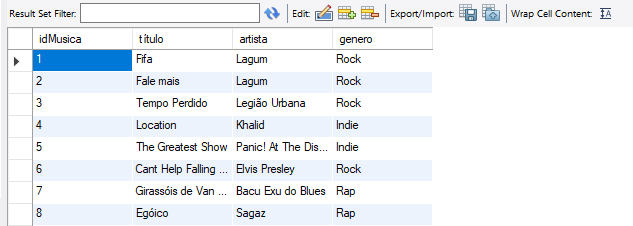 Result Set Filter: Edit: Export/Import: Wrap Cell Content: IA
idMusica título artista genero
1 Fifa Lagum Rock
2 Fale mais Lagum Rock
3 Tempo Perdido Legião Urbana Rock
4 Location Khalid Indie
5 The Greatest Show Panic! At The Dis... Indie
6 Cant Help Falling ... Elvis Presley Rock
7 Girassóis de Van ... Bacu Exu do Blues Rap
8 Egóico Sagaz Rap